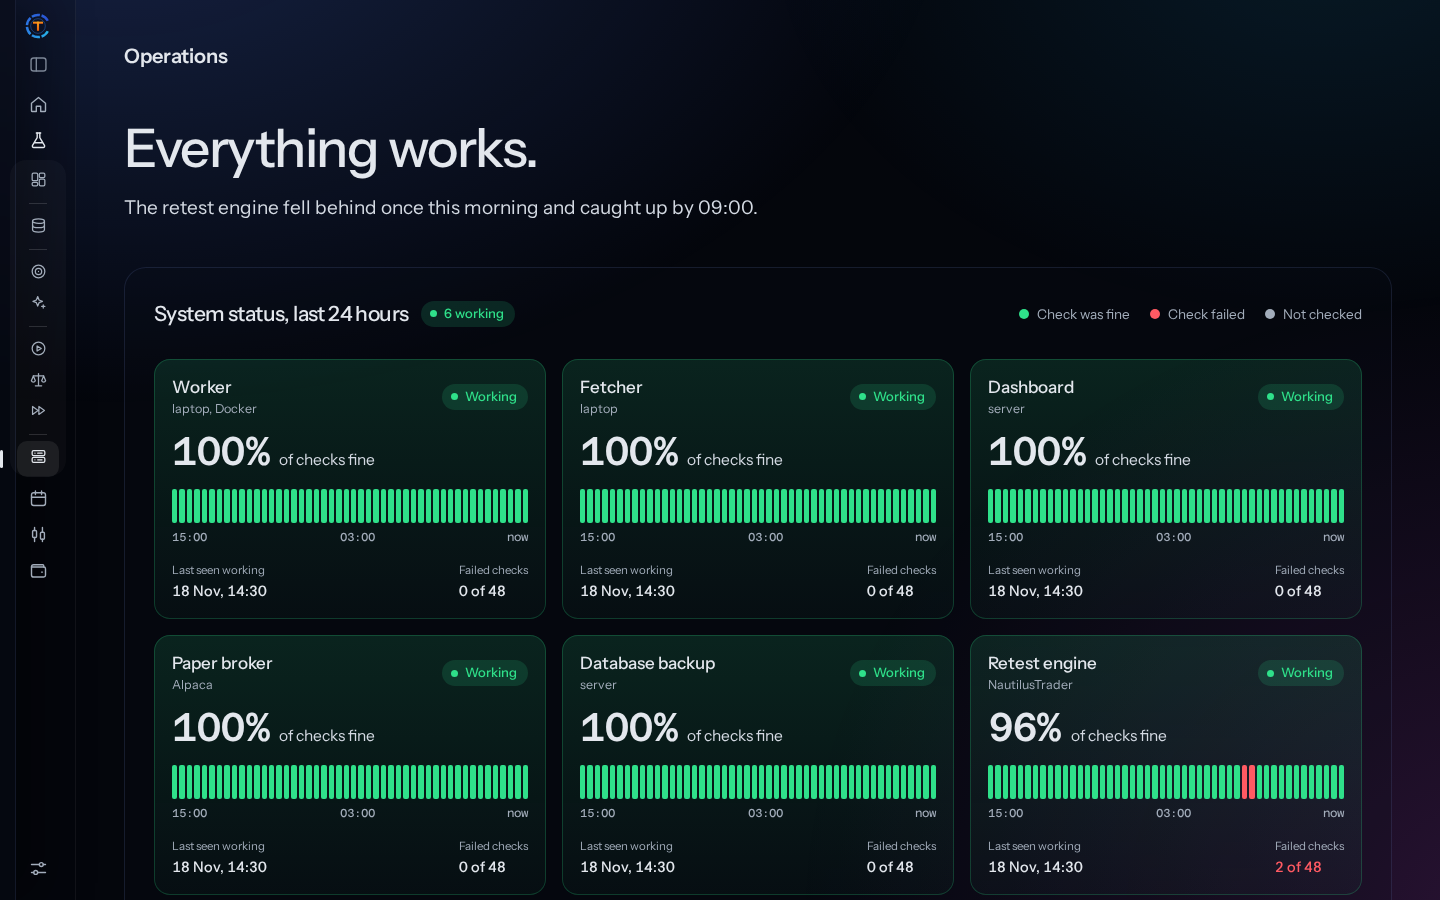 T
Operations
Everything works.
The retest engine fell behind once this morning and caught up by 09:00.
System status, last 24 hours
6 working
Check was fine
Check failed
Not checked
Worker
laptop, Docker
Working
100% of checks fine
15:00 03:00 now
Last seen working
Failed checks
18 Nov, 14:30
0 of 48
Fetcher
laptop
Working
100% of checks fine
15:00 03:00 now
Last seen working
Failed checks
18 Nov, 14:30
0 of 48
Dashboard
server
Working
100% of checks fine
15:00 03:00 now
Last seen working
Failed checks
18 Nov, 14:30
0 of 48
Paper broker
Alpaca
Working
100% of checks fine
15:00 03:00 now
Last seen working
Failed checks
18 Nov, 14:30
0 of 48
Database backup
server
Working
100% of checks fine
15:00 03:00 now
Last seen working
Failed checks
18 Nov, 14:30
0 of 48
Retest engine
NautilusTrader
Working
96% of checks fine
15:00 03:00 now
Last seen working
Failed checks
18 Nov, 14:30
2 of 48